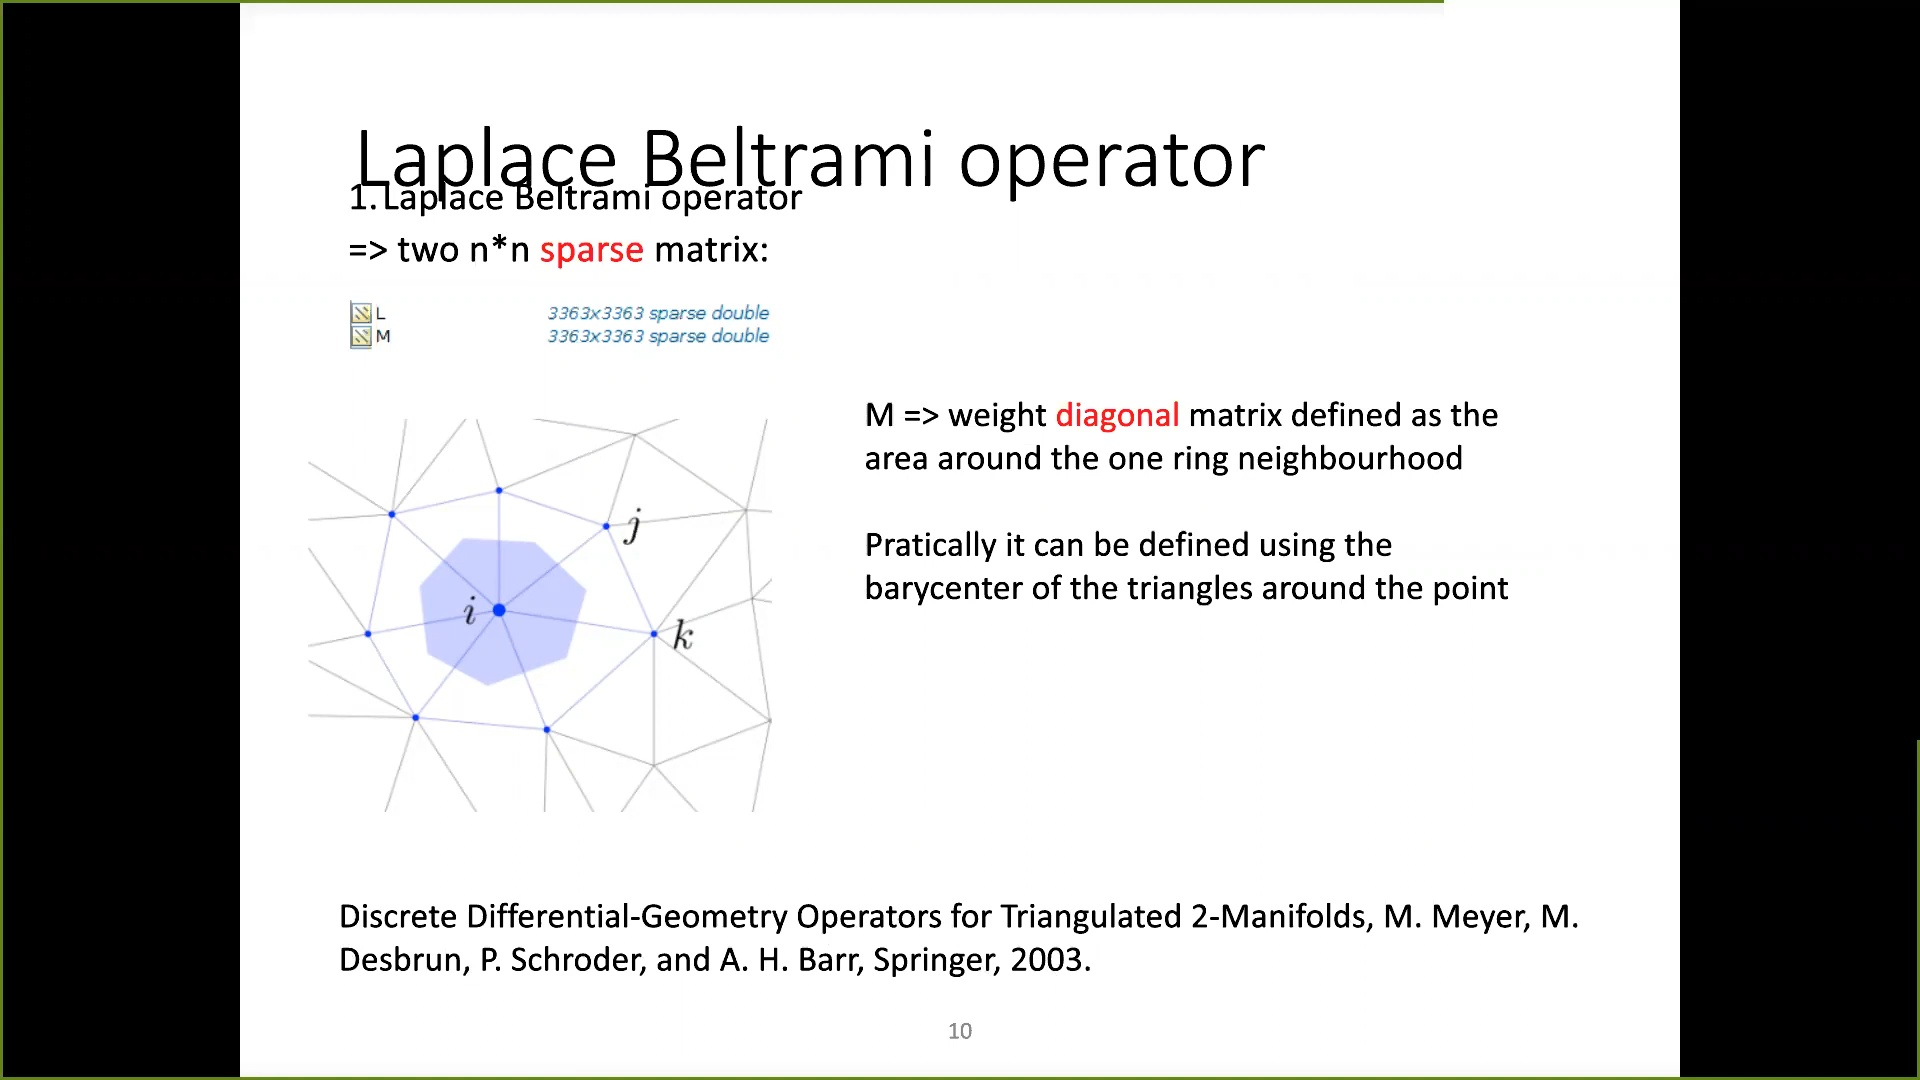 Laplace Beltrami operator
1. Laplace Beltrami operator
=> two n*n sparse matrix:
L 3363x3363 sparse double
M 3363x3363 sparse double
M => weight diagonal matrix defined as the
area around the one ring neighbourhood
Pratically it can be defined using the
barycenter of the triangles around the point
j
i
k
Discrete Differential-Geometry Operators for Triangulated 2-Manifolds, M. Meyer, M.
Desbrun, P. Schroder, and A. H. Barr, Springer, 2003.
10